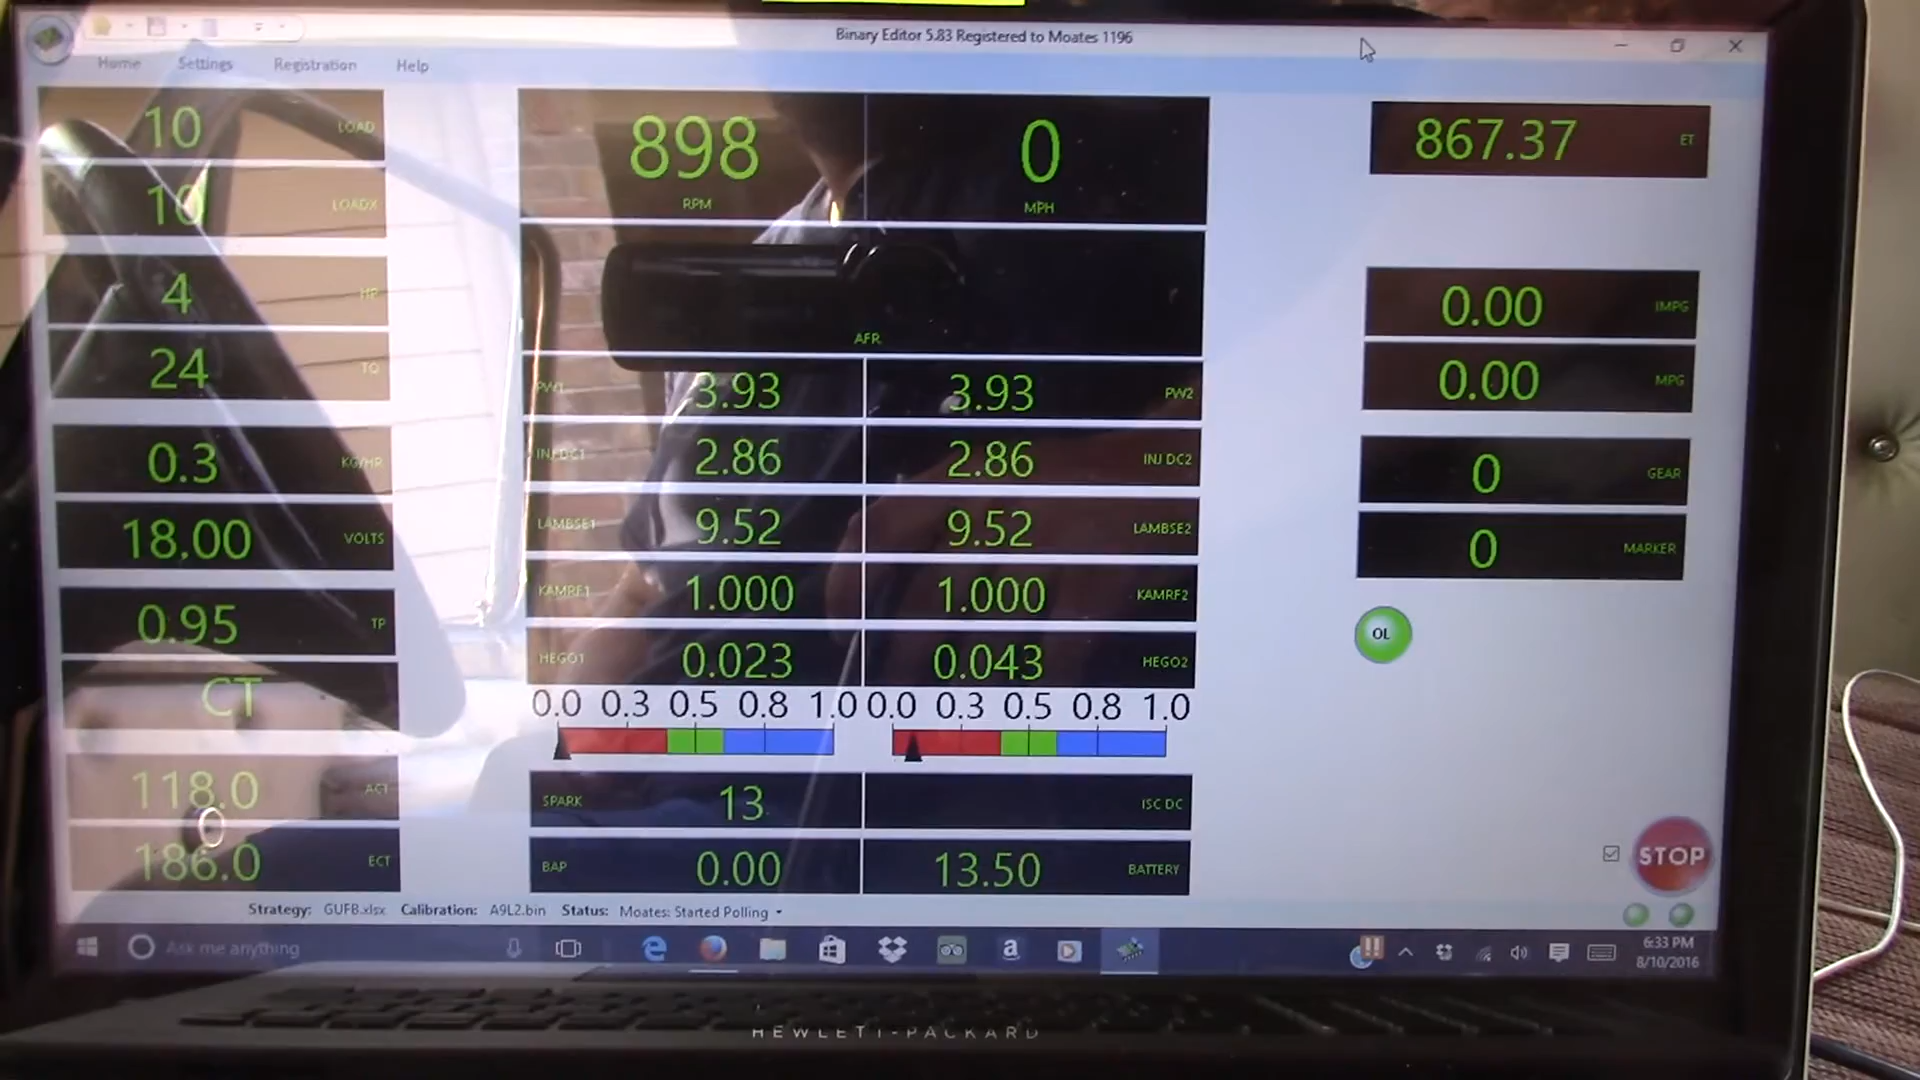 Binary Editor 5.83 Registered to Moates 1196
Home Settings Registration Help
10 LOAD
10 LOADX
4 HP
24 TQ
0.3 KG/HR
18.00 VOLTS
0.95 TP
CT
118.0 ACT
0
186.0 ECT
898 RPM
0 MPH
AFR
PW1 3.93 3.93 PW2
INJ DC1 2.86 2.86 INJ DC2
LAMBSE1 9.52 9.52 LAMBSE2
KAMRF1 1.000 1.000 KAMRF2
HEGO1 0.023 0.043 HEGO2
0.0 0.3 0.5 0.8 1.0 0.0 0.3 0.5 0.8 1.0
SPARK 13 ISC DC
BAP 0.00 13.50 BATTERY
867.37 ET
0.00 IMPG
0.00 MPG
0 GEAR
0 MARKER
OL
STOP
Strategy: GUFB.xlsx Calibration: A9L2.bin Status: Moates: Started Polling
Ask me anything
6:33 PM
8/10/2016
HEWLETT-PACKARD